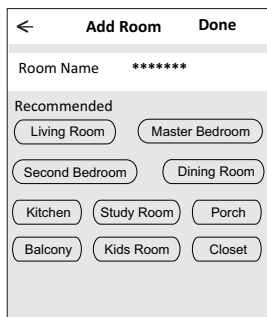 Add Room Done
Room Name *******
Recommended
Living Room Master Bedroom
Second Bedroom Dining Room
Kitchen Study Room Porch
Balcony Kids Room Closet